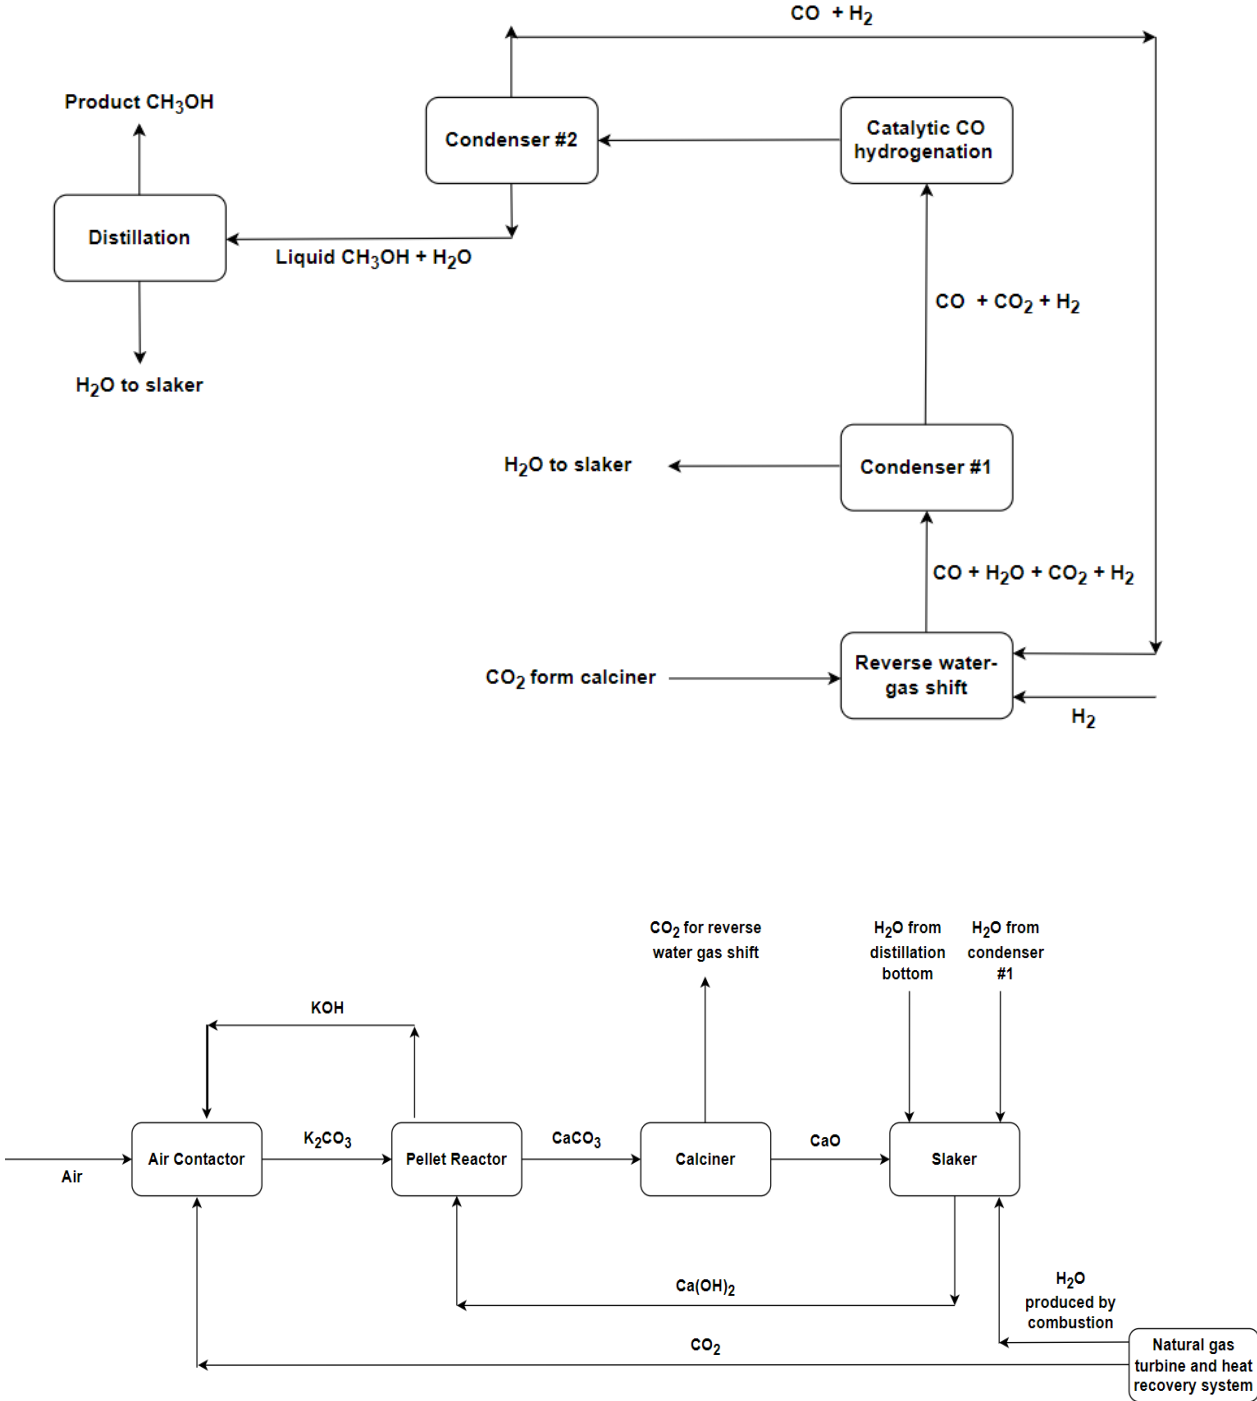 CO + H₂
Product CH₃OH
Condenser #2
Catalytic CO
hydrogenation
Distillation
Liquid CH₃OH + H₂O
CO + CO₂ + H₂
H₂O to slaker
H₂O to slaker
Condenser #1
CO + H₂O + CO₂ + H₂
CO₂ form calciner
Reverse water-
gas shift
H₂
CO₂ for reverse
water gas shift
H₂O from
distillation
bottom
H₂O from
condenser
#1
KOH
Air
Air Contactor
K₂CO₃
Pellet Reactor
CaCO₃
Calciner
CaO
Slaker
Ca(OH)₂
H₂O
produced by
combustion
CO₂
Natural gas
turbine and heat
recovery system